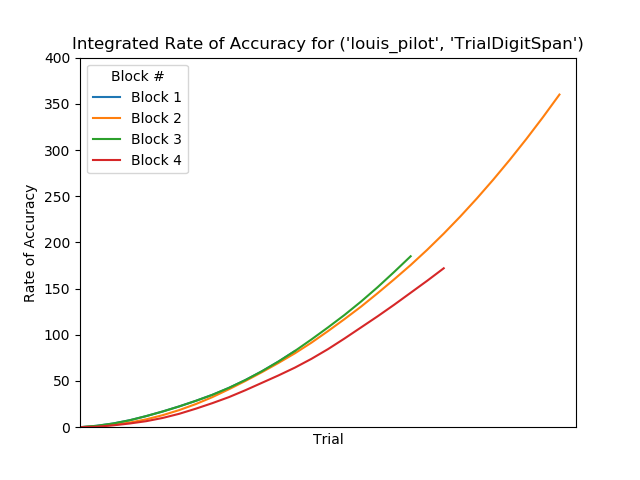 Integrated Rate of Accuracy for ('louis_pilot', 'TrialDigitSpan')
400
350
300
250
200
150
100
50
0
Rate of Accuracy
Block #
Block 1
Block 2
Block 3
Block 4
Trial